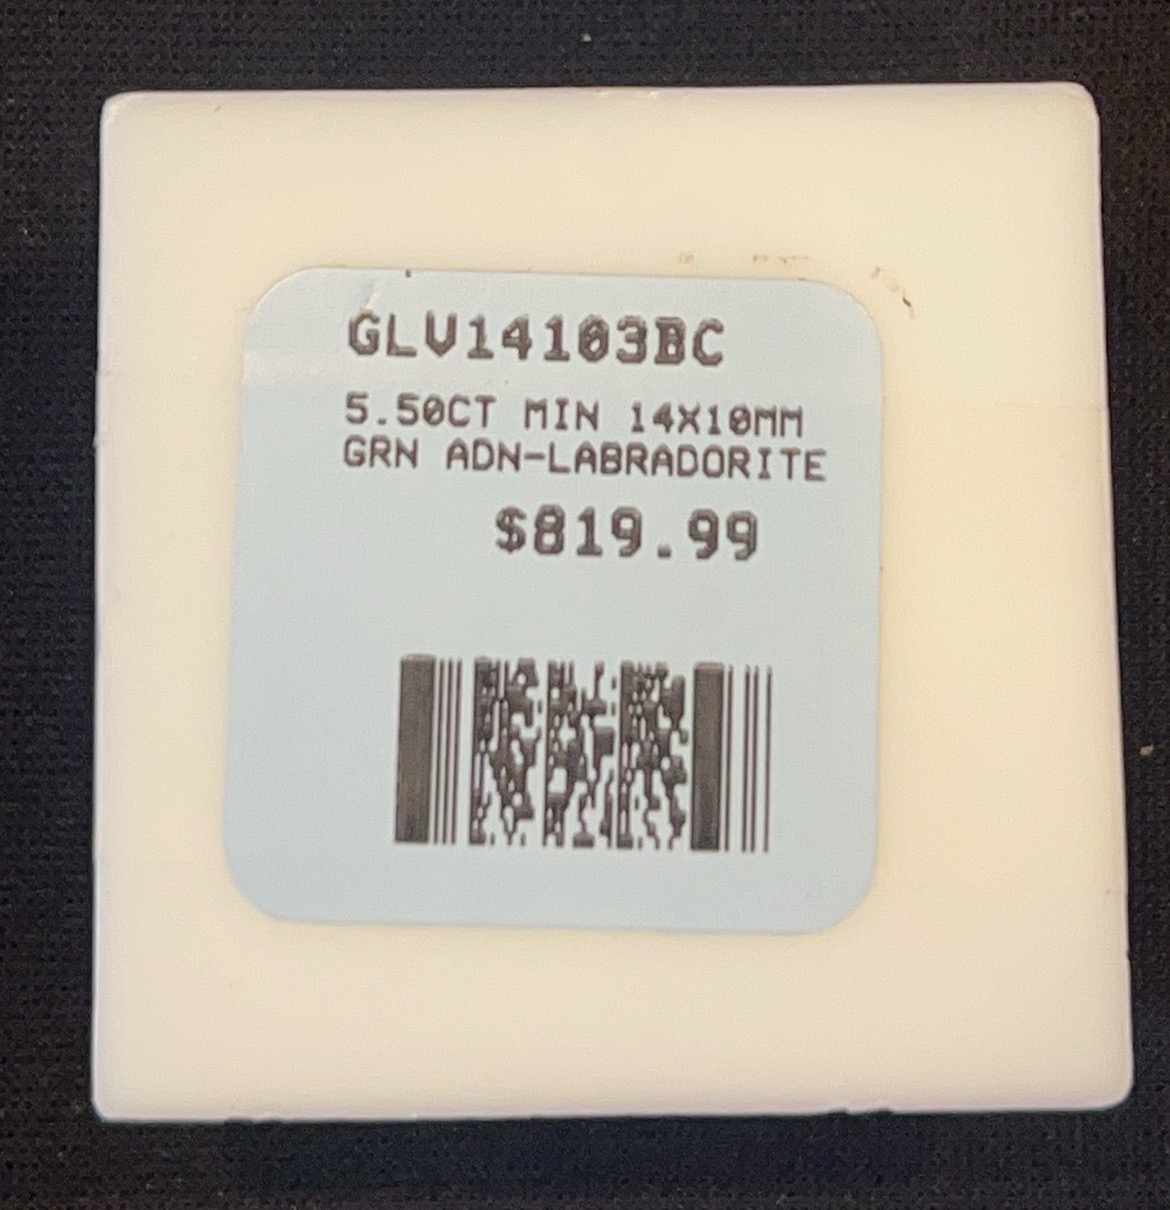 GLV14103BC
5.50CT MIN 14X10MM
GRN ADN-LABRADORITE
$819.99